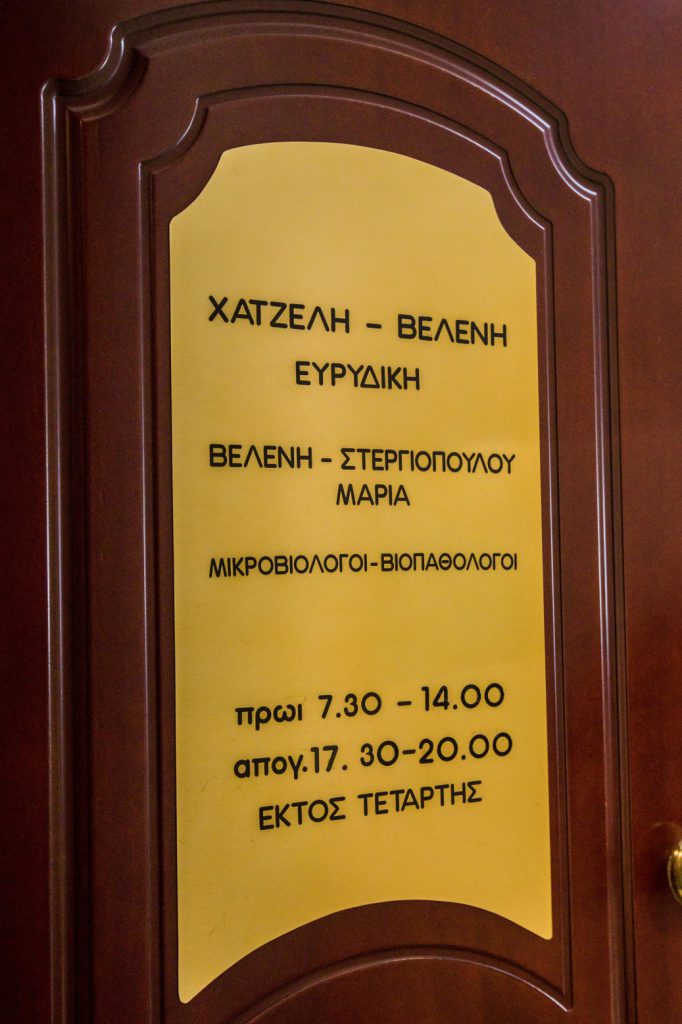 ΧΑΤΖΕΛΗ - ΒΕΛΕΝΗ
ΕΥΡΥΔΙΚΗ
ΒΕΛΕΝΗ - ΣΤΕΡΓΙΟΠΟΥΛΟΥ
ΜΑΡΙΑ
ΜΙΚΡΟΒΙΟΛΟΓΟΙ-ΒΙΟΠΑΘΟΛΟΓΟΙ
πρωι 7.30 - 14.00
απογ.17. 30-20.00
ΕΚΤΟΣ ΤΕΤΑΡΤΗΣ